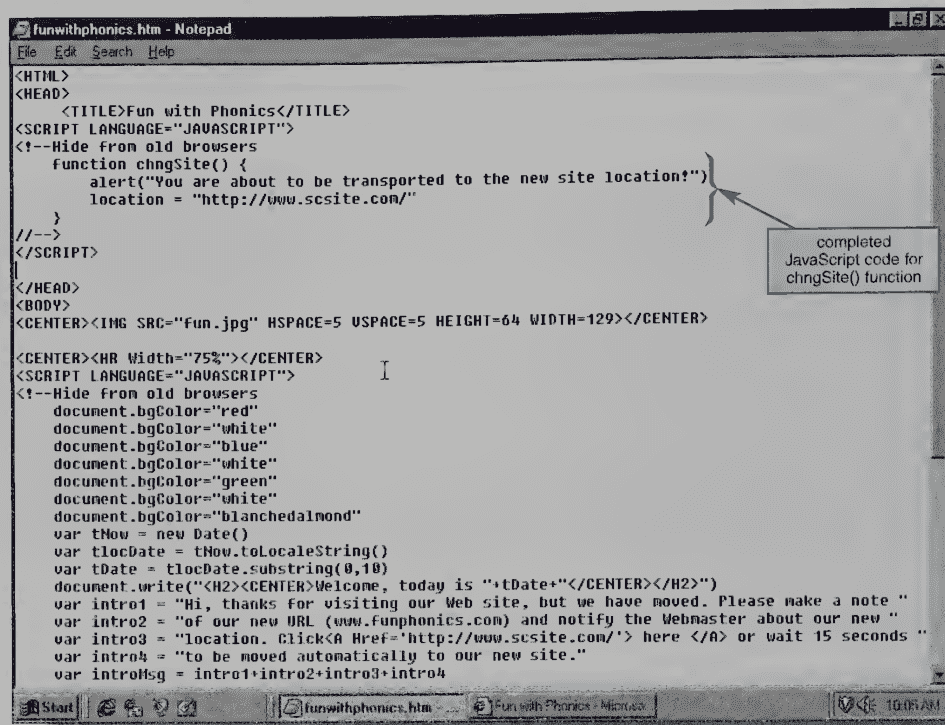 funwithphonics.htm - Notepad
File Edit Search Help
<HTML>
<HEAD>
<TITLE>Fun with Phonics</TITLE>
<SCRIPT LANGUAGE="JAVASCRIPT">
<!--Hide from old browsers
function chngSite() {
alert("You are about to be transported to the new site location!")
location = "http://www.scsite.com/"
}
//-->
</SCRIPT>
completed
JavaScript code for
chngSite() function
</HEAD>
<BODY>
<CENTER><IMG SRC="fun.jpg" HSPACE=5 VSPACE=5 HEIGHT=64 WIDTH=129></CENTER>
<CENTER><HR Width="75%"></CENTER>
<SCRIPT LANGUAGE="JAVASCRIPT">
<!--Hide from old browsers
document.bgColor="red"
document.bgColor="white"
document.bgColor="blue"
document.bgColor="white"
document.bgColor="green"
document.bgColor="white"
document.bgColor="blanchedalmond"
var tNow = new Date()
var tlocDate = tNow.toLocaleString()
var tDate = tlocDate.substring(0,10)
document.write("<H2><CENTER>Welcome, today is "+tDate+"</CENTER></H2>")
var intro1 = "Hi, thanks for visiting our Web site, but we have moved. Please make a note "
var intro2 = "of our new URL (www.funphonics.com) and notify the Webmaster about our new "
var intro3 = "location. Click<A Href='http://www.scsite.com/'> here </A> or wait 15 seconds "
var intro4 = "to be moved automatically to our new site."
var introMsg = intro1+intro2+intro3+intro4
Start
funwithphonics.htm - ...
Fun with Phonics - Microso...
10:05 AM